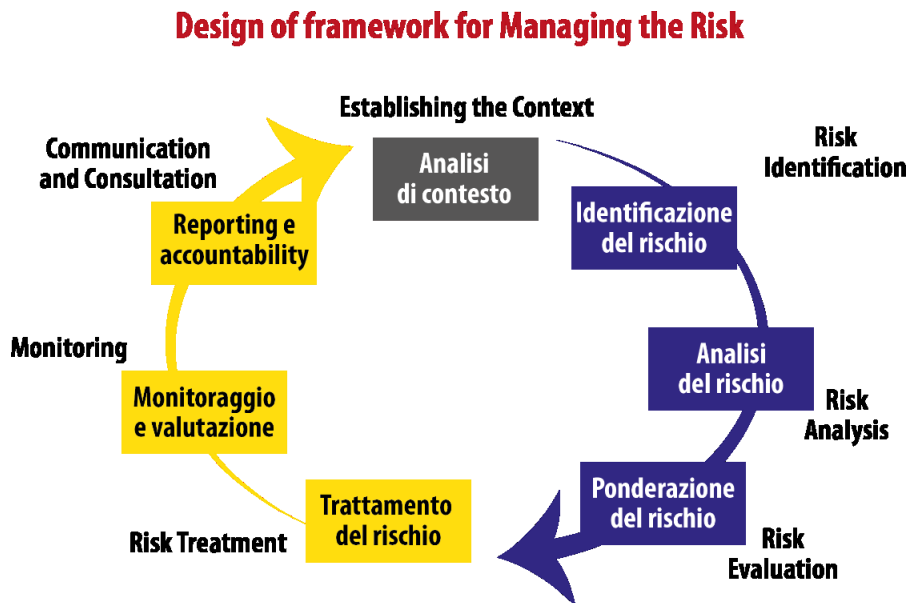 Design of framework for Managing the Risk
Establishing the Context
Analisi
di contesto
Risk
Identification
Identificazione
del rischio
Analisi
del rischio
Risk
Analysis
Ponderazione
del rischio
Risk
Evaluation
Trattamento
del rischio
Risk Treatment
Monitoraggio
e valutazione
Monitoring
Reporting e
accountability
Communication
and Consultation